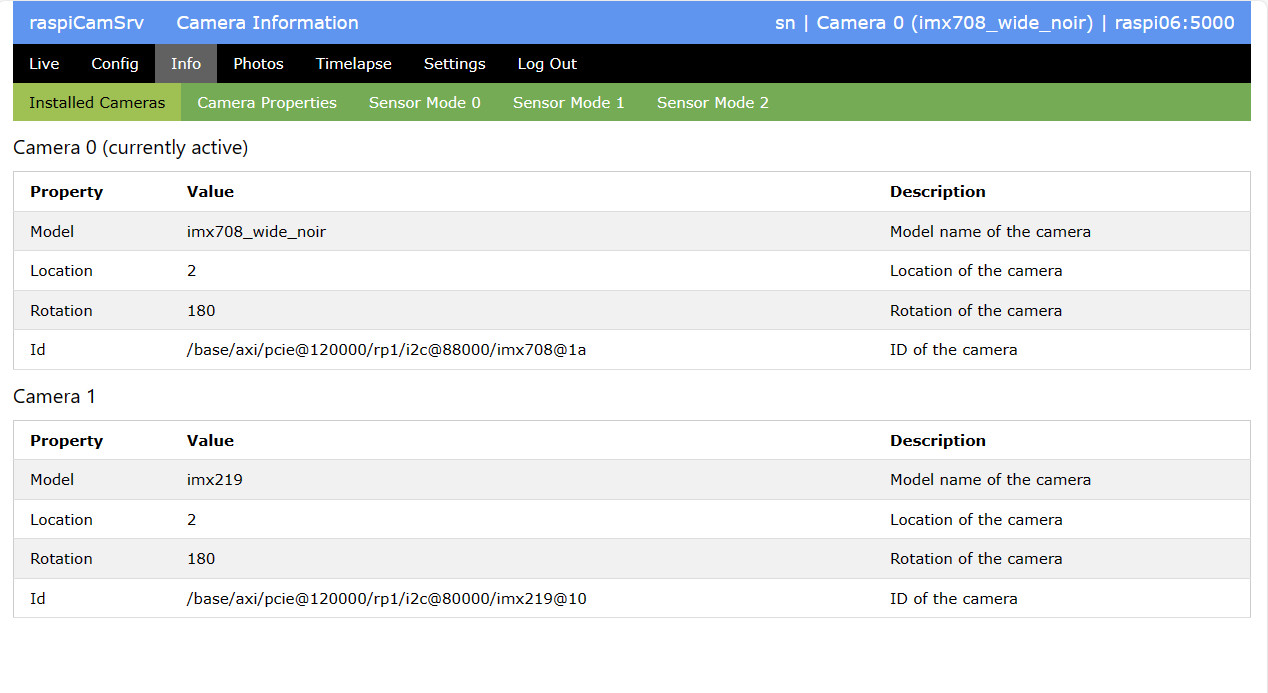 raspiCamSrv Camera Information sn | Camera 0 (imx708_wide_noir) | raspi06:5000
Live Config Info Photos Timelapse Settings Log Out
Installed Cameras Camera Properties Sensor Mode 0 Sensor Mode 1 Sensor Mode 2
Camera 0 (currently active)
Property Value Description
Model imx708_wide_noir Model name of the camera
Location 2 Location of the camera
Rotation 180 Rotation of the camera
Id /base/axi/pcie@120000/rp1/i2c@88000/imx708@1a ID of the camera
Camera 1
Property Value Description
Model imx219 Model name of the camera
Location 2 Location of the camera
Rotation 180 Rotation of the camera
Id /base/axi/pcie@120000/rp1/i2c@80000/imx219@10 ID of the camera